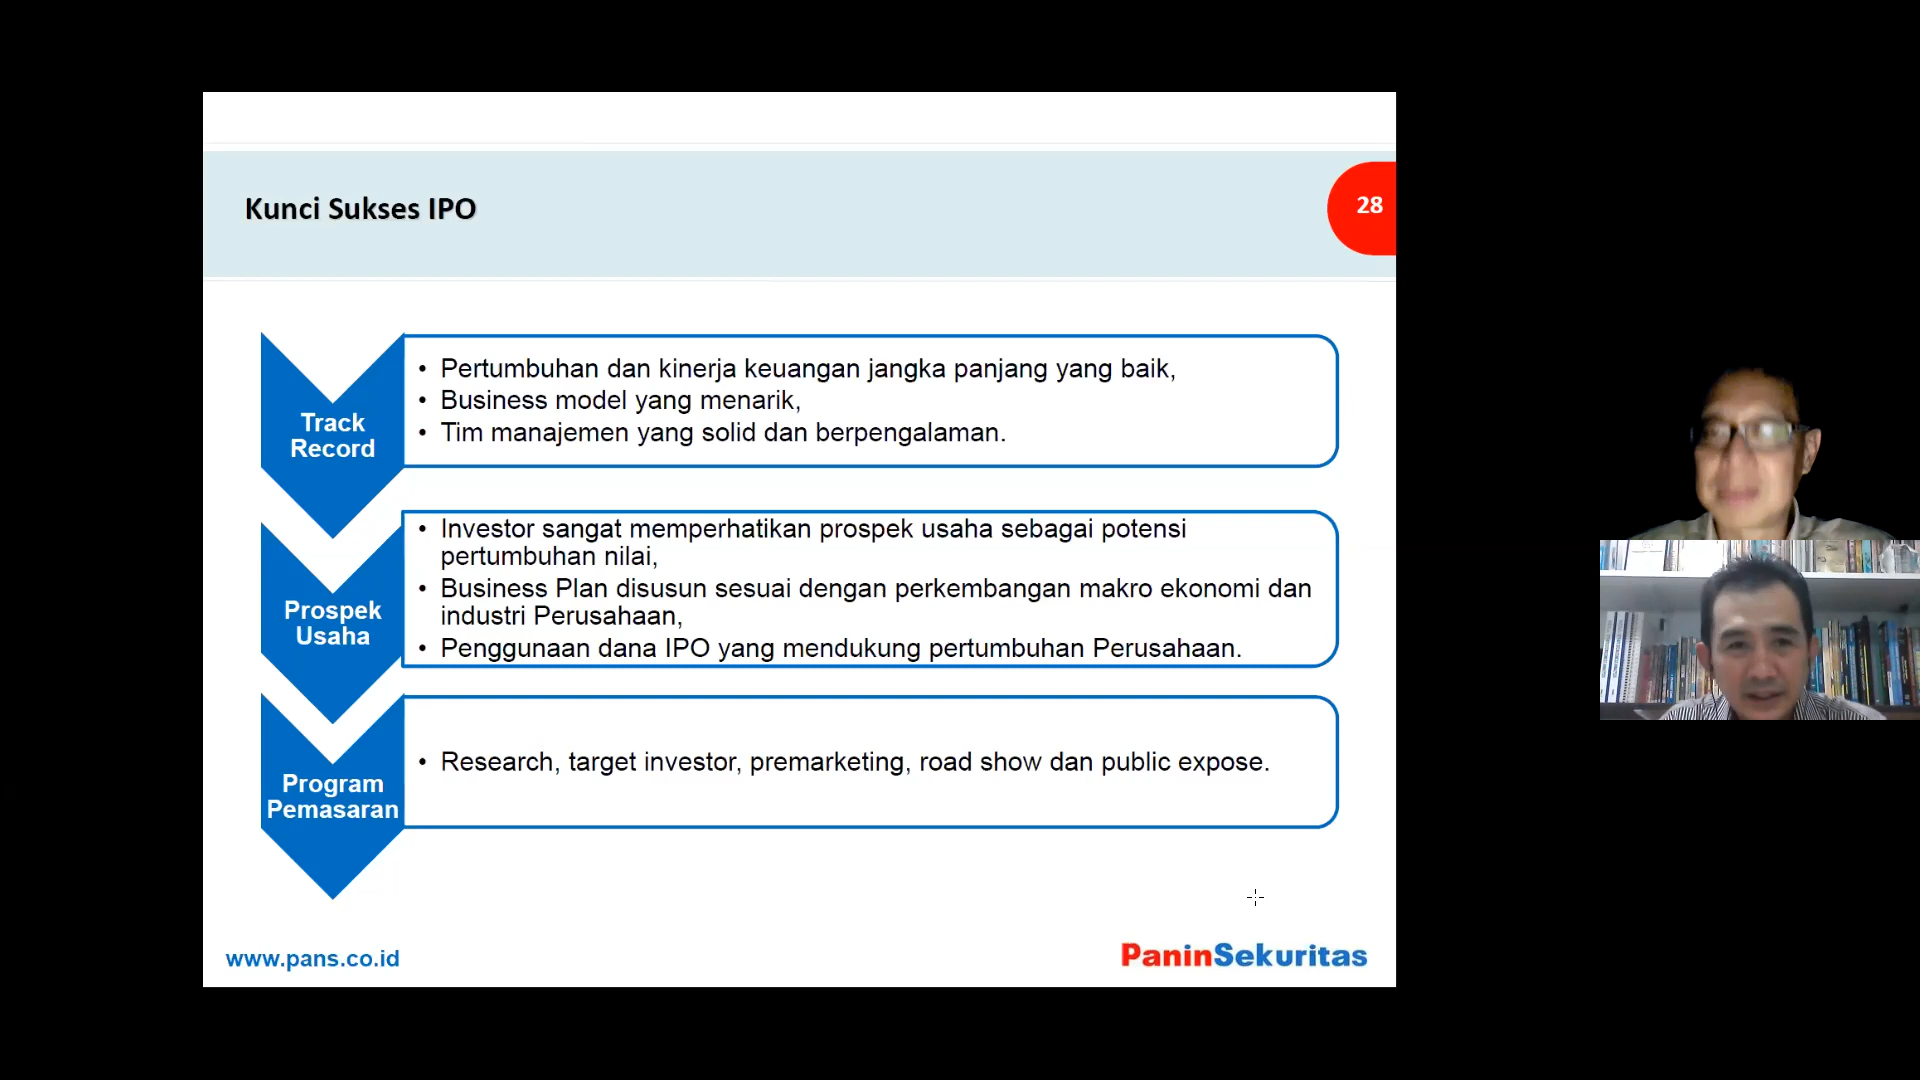 Kunci Sukses IPO
28
Track
Record
• Pertumbuhan dan kinerja keuangan jangka panjang yang baik,
• Business model yang menarik,
• Tim manajemen yang solid dan berpengalaman.
Prospek
Usaha
• Investor sangat memperhatikan prospek usaha sebagai potensi
pertumbuhan nilai,
• Business Plan disusun sesuai dengan perkembangan makro ekonomi dan
industri Perusahaan,
• Penggunaan dana IPO yang mendukung pertumbuhan Perusahaan.
Program
Pemasaran
• Research, target investor, premarketing, road show dan public expose.
www.pans.co.id
PaninSekuritas